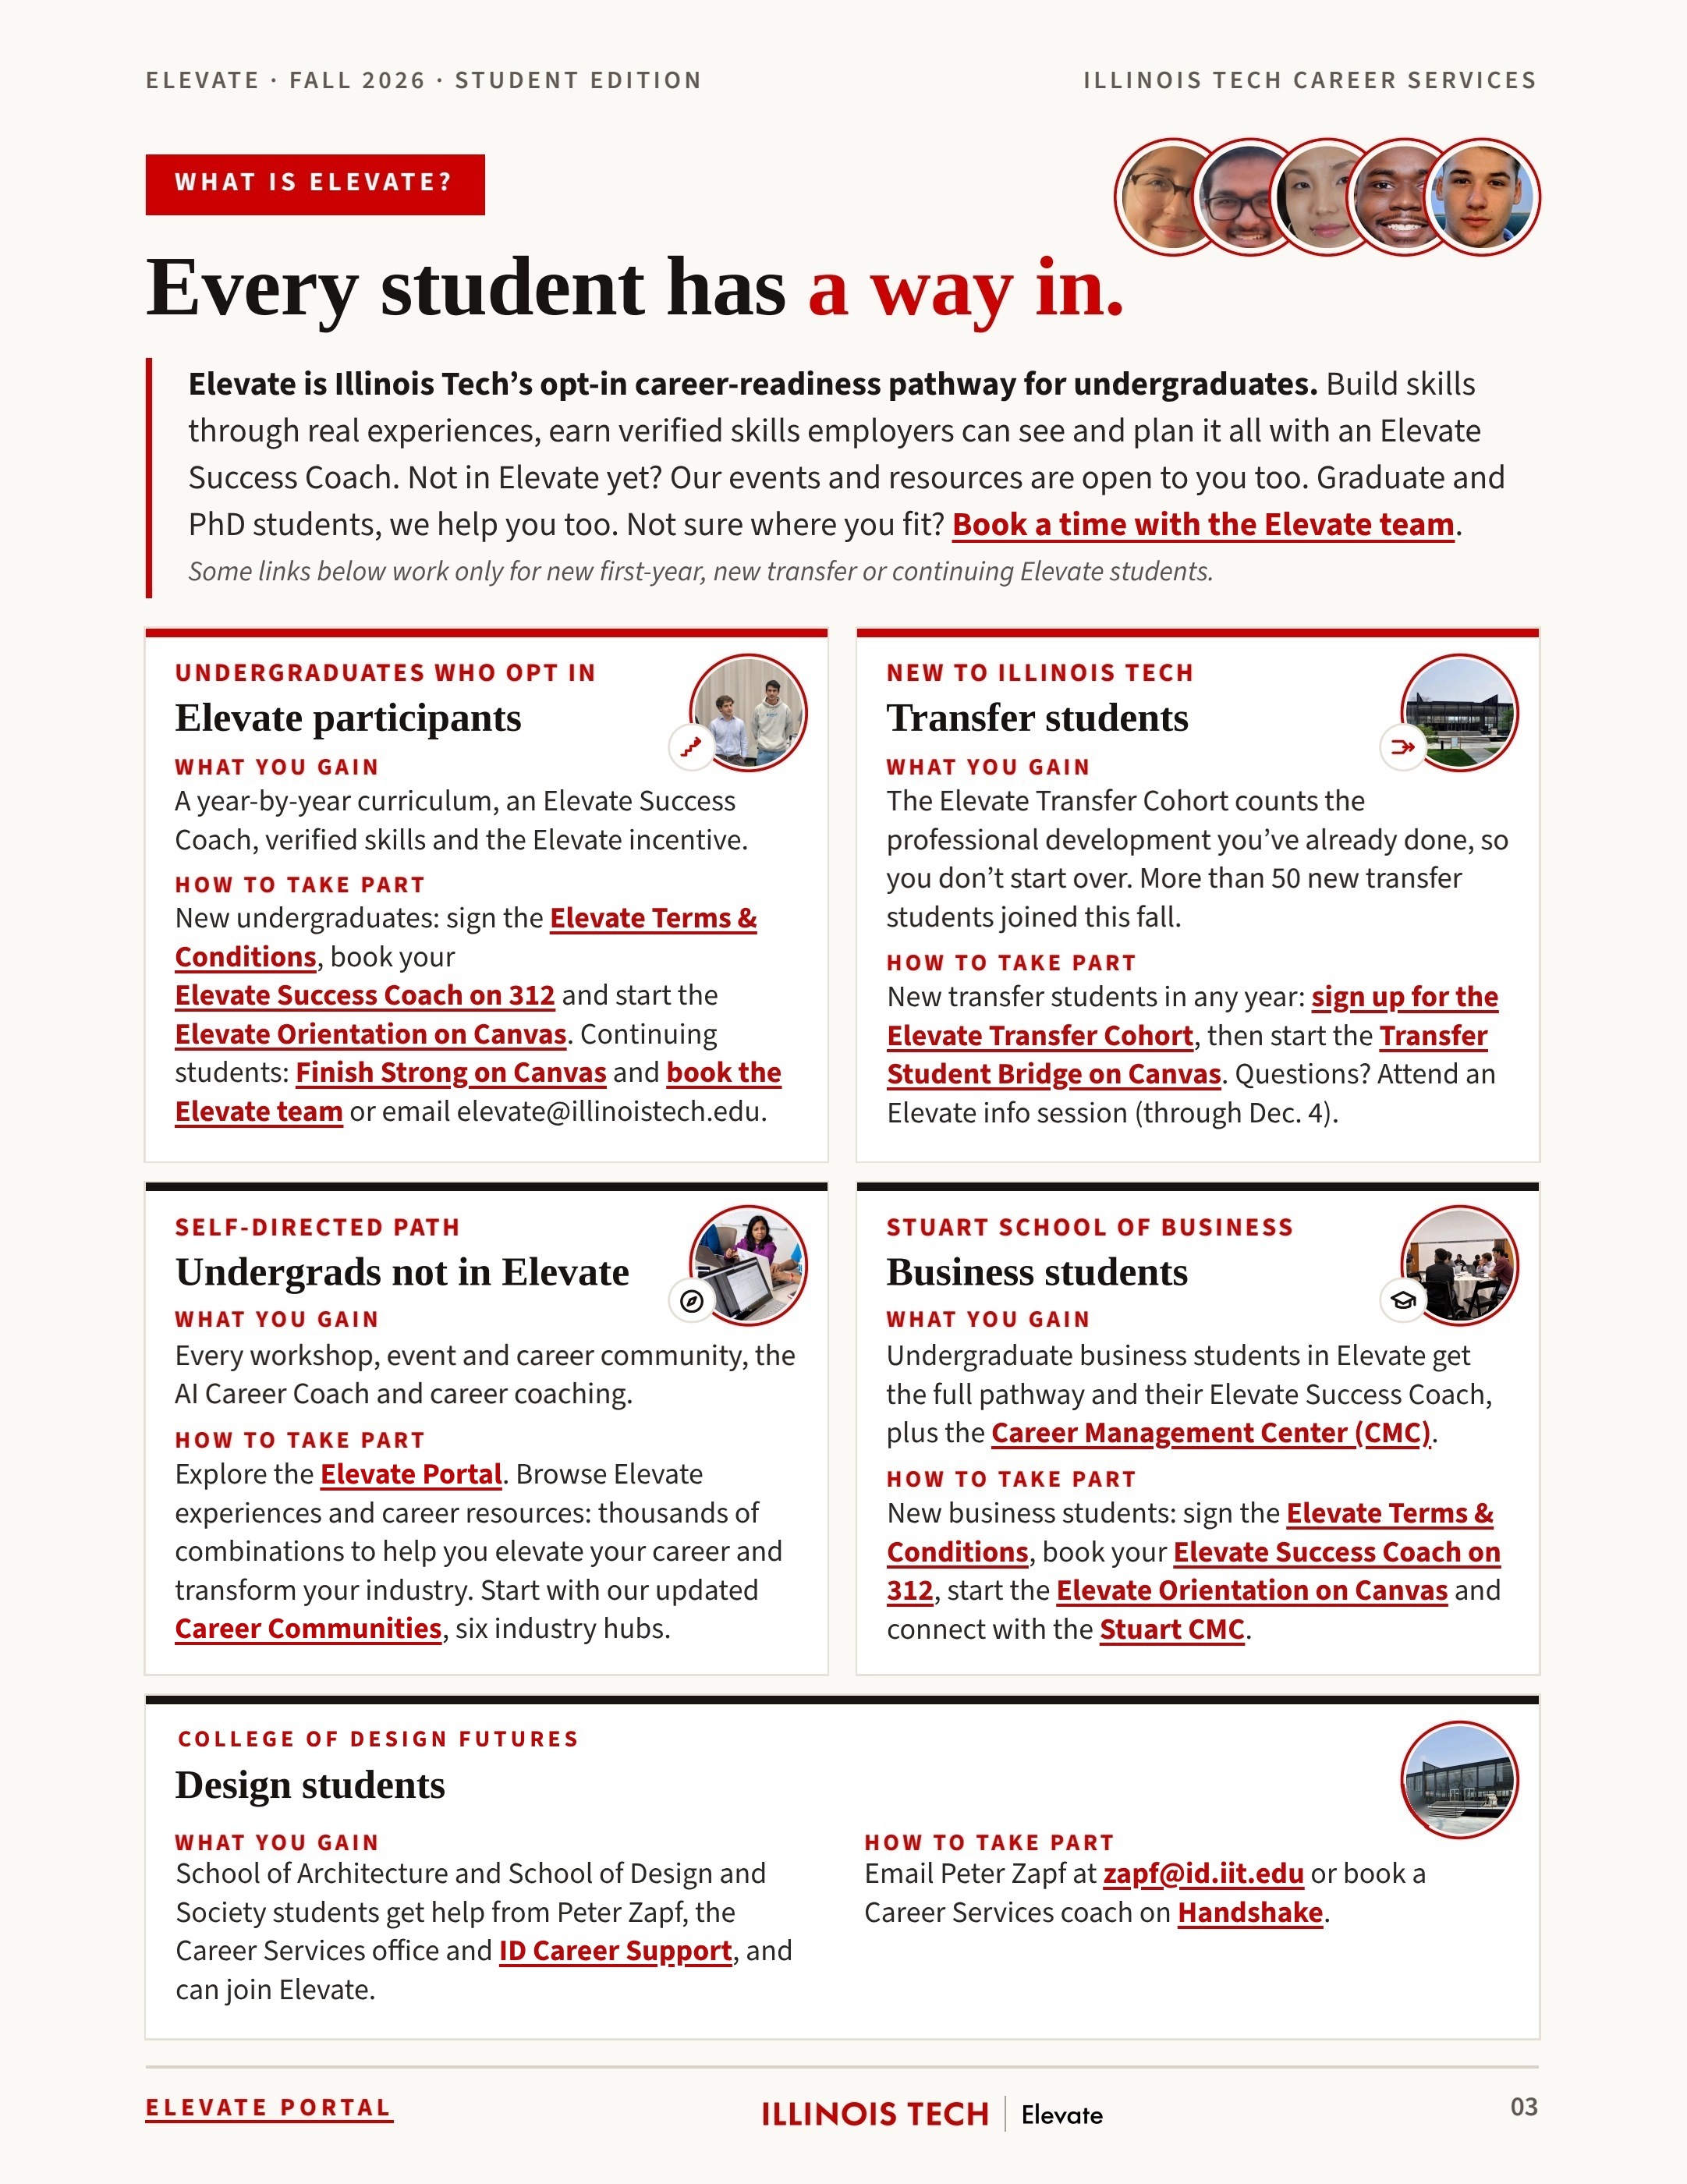 ELEVATE · FALL 2026 · STUDENT EDITION
ILLINOIS TECH CAREER SERVICES
WHAT IS ELEVATE?
Every student has a way in.
Elevate is Illinois Tech’s opt-in career-readiness pathway for undergraduates. Build skills
through real experiences, earn verified skills employers can see and plan it all with an Elevate
Success Coach. Not in Elevate yet? Our events and resources are open to you too. Graduate and
PhD students, we help you too. Not sure where you fit? Book a time with the Elevate team.
Some links below work only for new first-year, new transfer or continuing Elevate students.
UNDERGRADUATES WHO OPT IN
Elevate participants
WHAT YOU GAIN
A year-by-year curriculum, an Elevate Success
Coach, verified skills and the Elevate incentive.
HOW TO TAKE PART
New undergraduates: sign the Elevate Terms &
Conditions, book your
Elevate Success Coach on 312 and start the
Elevate Orientation on Canvas. Continuing
students: Finish Strong on Canvas and book the
Elevate team or email elevate@illinoistech.edu.
NEW TO ILLINOIS TECH
Transfer students
WHAT YOU GAIN
The Elevate Transfer Cohort counts the
professional development you’ve already done, so
you don’t start over. More than 50 new transfer
students joined this fall.
HOW TO TAKE PART
New transfer students in any year: sign up for the
Elevate Transfer Cohort, then start the Transfer
Student Bridge on Canvas. Questions? Attend an
Elevate info session (through Dec. 4).
SELF-DIRECTED PATH
Undergrads not in Elevate
WHAT YOU GAIN
Every workshop, event and career community, the
AI Career Coach and career coaching.
HOW TO TAKE PART
Explore the Elevate Portal. Browse Elevate
experiences and career resources: thousands of
combinations to help you elevate your career and
transform your industry. Start with our updated
Career Communities, six industry hubs.
STUART SCHOOL OF BUSINESS
Business students
WHAT YOU GAIN
Undergraduate business students in Elevate get
the full pathway and their Elevate Success Coach,
plus the Career Management Center (CMC).
HOW TO TAKE PART
New business students: sign the Elevate Terms &
Conditions, book your Elevate Success Coach on
312, start the Elevate Orientation on Canvas and
connect with the Stuart CMC.
COLLEGE OF DESIGN FUTURES
Design students
WHAT YOU GAIN
School of Architecture and School of Design and
Society students get help from Peter Zapf, the
Career Services office and ID Career Support, and
can join Elevate.
HOW TO TAKE PART
Email Peter Zapf at zapf@id.iit.edu or book a
Career Services coach on Handshake.
ELEVATE PORTAL
ILLINOIS TECH | Elevate
03